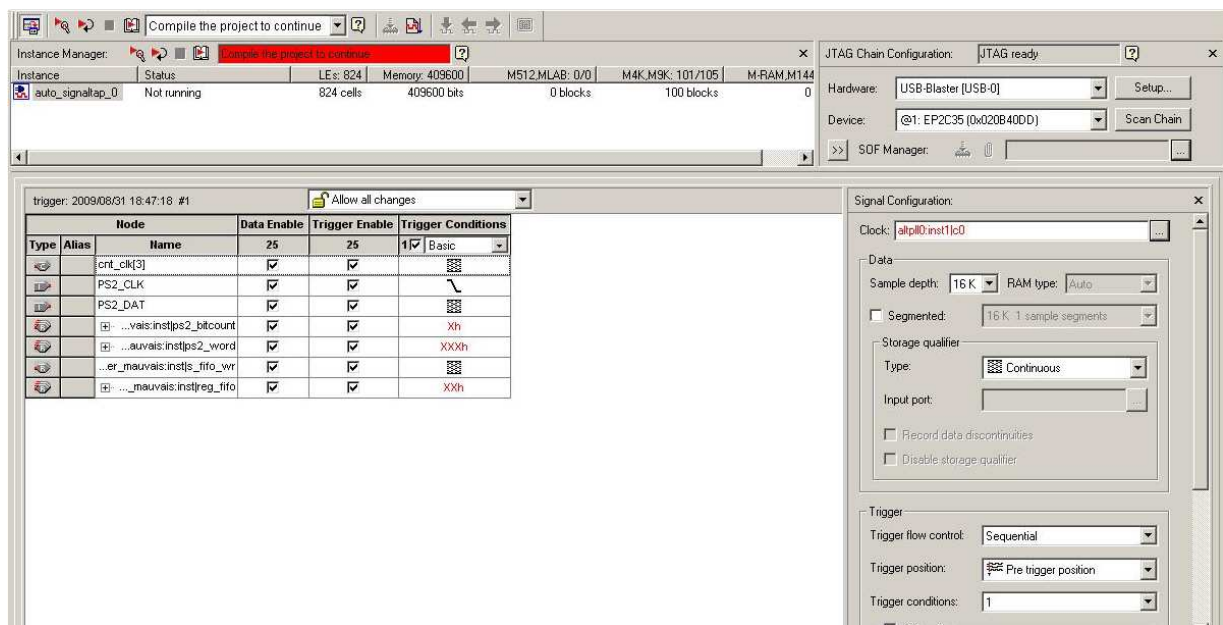 Compile the project to continue
Instance Manager: Compile the project to continue
Instance Status LEs: 824 Memory: 409600 M512,MLAB: 0/0 M4K,M9K: 101/105 M-RAM,M144
auto_signaltap_0 Not running 824 cells 409600 bits 0 blocks 100 blocks 0
JTAG Chain Configuration: JTAG ready
Hardware: USB-Blaster [USB-0] Setup...
Device: @1: EP2C35 (0x020B40DD) Scan Chain
>> SOF Manager: ...
trigger: 2009/08/31 18:47:18 #1 Allow all changes
Node Data Enable Trigger Enable Trigger Conditions
Type Alias Name 25 25 1 Basic
cnt_clk[3]
PS2_CLK
PS2_DAT
...vais:inst|ps2_bitcount Xh
...auvais:inst|ps2_word XXXh
...er_mauvais:inst|s_fifo_wr
..._mauvais:inst|reg_fifo XXh
Signal Configuration:
Clock: altpll0:inst1|c0 ...
Data
Sample depth: 16 K RAM type: Auto
Segmented: 16 K 1 sample segments
Storage qualifier
Type: Continuous
Input port: ...
Record data discontinuities
Disable storage qualifier
Trigger
Trigger flow control: Sequential
Trigger position: Pre trigger position
Trigger conditions: 1